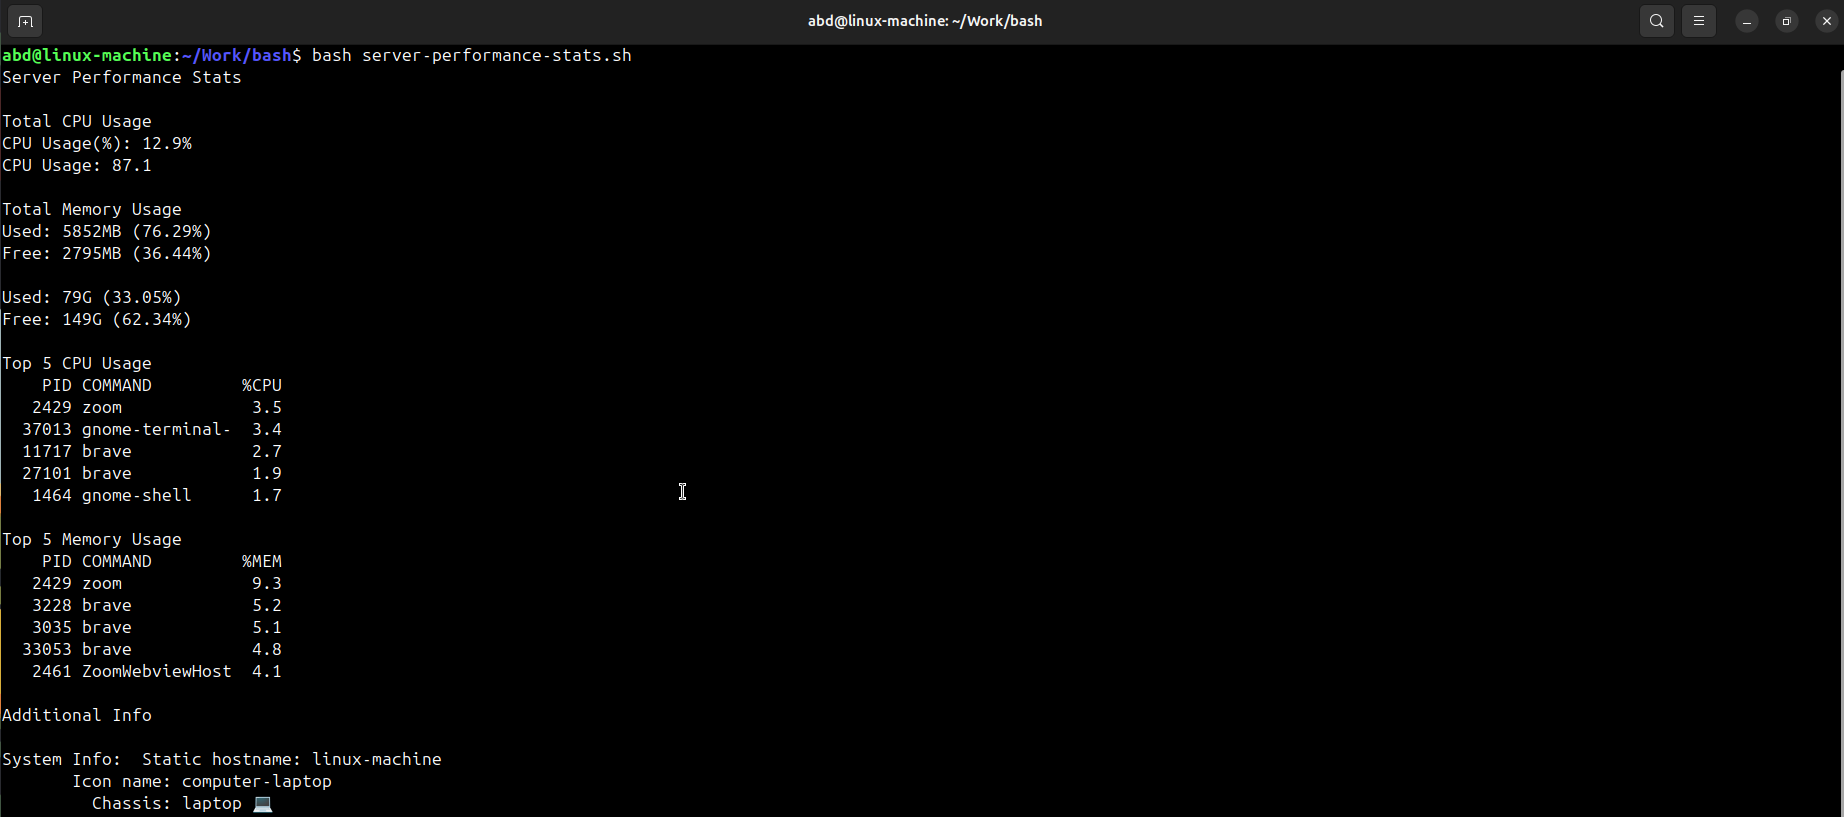 abd@linux-machine: ~/Work/bash
abd@linux-machine:~/Work/bash$ bash server-performance-stats.sh
Server Performance Stats
Total CPU Usage
CPU Usage(%): 12.9%
CPU Usage: 87.1
Total Memory Usage
Used: 5852MB (76.29%)
Free: 2795MB (36.44%)
Used: 79G (33.05%)
Free: 149G (62.34%)
Top 5 CPU Usage
PID COMMAND %CPU
2429 zoom 3.5
37013 gnome-terminal- 3.4
11717 brave 2.7
27101 brave 1.9
1464 gnome-shell 1.7
Top 5 Memory Usage
PID COMMAND %MEM
2429 zoom 9.3
3228 brave 5.2
3035 brave 5.1
33053 brave 4.8
2461 ZoomWebviewHost 4.1
Additional Info
System Info: Static hostname: linux-machine
Icon name: computer-laptop
Chassis: laptop 💻